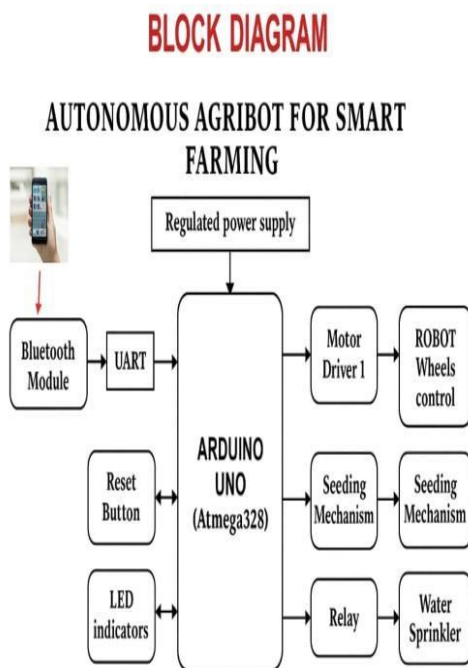 BLOCK DIAGRAM
AUTONOMOUS AGRIBOT FOR SMART
FARMING
Regulated power supply
Bluetooth
Module
UART
Motor
Driver 1
ROBOT
Wheels
control
ARDUINO
UNO
(Atmega328)
Reset
Button
Seeding
Mechanism
Seeding
Mechanism
LED
indicators
Relay
Water
Sprinkler